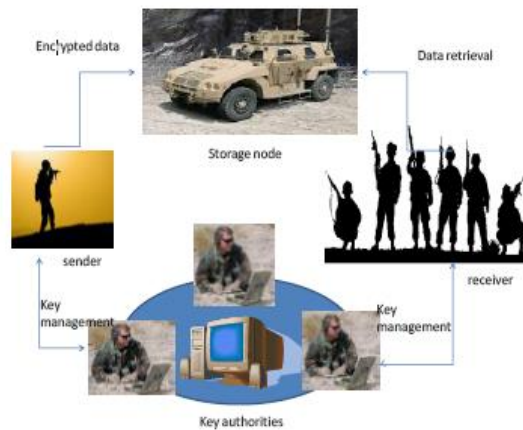 Encrypted data
Data retrieval
Storage node
sender
receiver
Key
management
Key
management
Key authorities